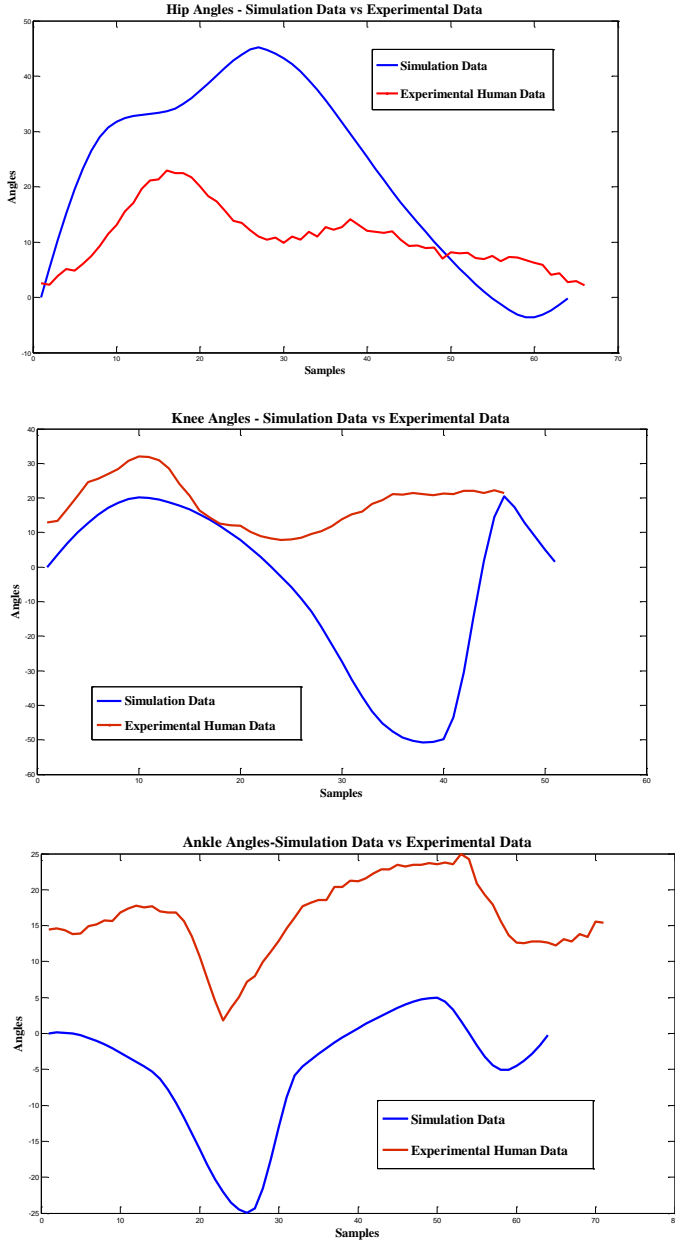 Hip Angles - Simulation Data vs Experimental Data
50
40
30
20
10
0
-10
Angles
Simulation Data
Experimental Human Data
0 10 20 30 40 50 60 70
Samples
Knee Angles - Simulation Data vs Experimental Data
40
30
20
10
0
-10
-20
-30
-40
-50
-60
Angles
Simulation Data
Experimental Human Data
0 10 20 30 40 50 60
Samples
Ankle Angles-Simulation Data vs Experimental Data
25
20
15
10
5
0
-5
-10
-15
-20
-25
Angles
Simulation Data
Experimental Human Data
0 10 20 30 40 50 60 70
Samples